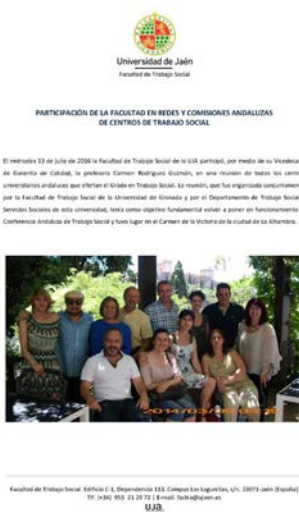 Universidad de Jaén
Facultad de Trabajo Social
PARTICIPACIÓN DE LA FACULTAD EN REDES Y COMISIONES ANDALUZAS
DE CENTROS DE TRABAJO SOCIAL
El miércoles 13 de julio de 2016 la Facultad de Trabajo Social de la UJA participó, por medio de su Vicedecana
de Garantía de Calidad, la profesora Carmen Rodríguez Guzmán, en una reunión de todos los centros
universitarios andaluces que ofertan el Grado en Trabajo Social. La reunión, que fue organizada conjuntamente
por la Facultad de Trabajo Social de la Universidad de Granada y por el Departamento de Trabajo Social
Servicios Sociales de esta universidad, tenía como objetivo fundamental volver a poner en funcionamiento
Conferencia Andaluza de Trabajo Social y tuvo lugar en el Carmen de la Victoria de la ciudad de La Alhambra.
Facultad de Trabajo Social. Edificio C-1, Dependencia 113. Campus Las Lagunillas, s/n. 23071-Jaén (España)
Tf. (+34) 953 21 20 72 | E-mail: factra@ujaen.es
uja.